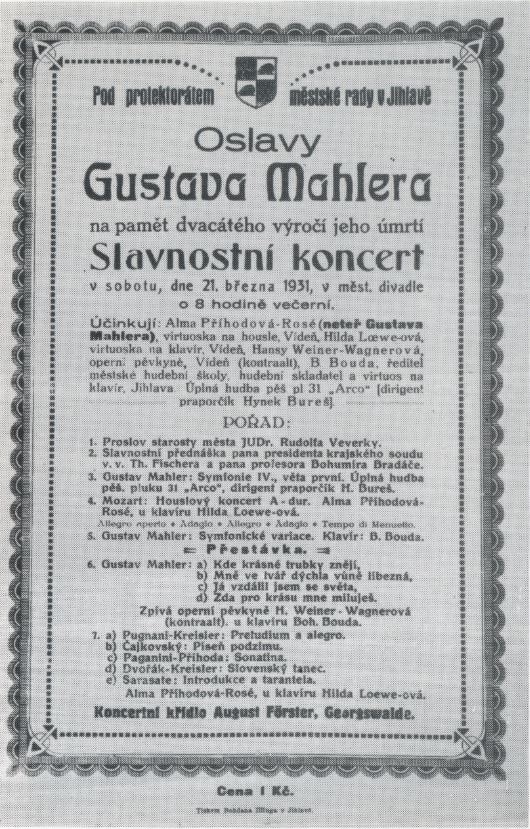 Pod protektorátem městské rady v Jihlavě
Oslavy
Gustava Mahlera
na pamět dvacátého výročí jeho úmrtí
Slavnostní koncert
v sobotu, dne 21. března 1931, v měst. divadle
o 8 hodině večerní.
Účinkují: Alma Příhodová-Rosé (neteř Gustava
Mahlera), virtuoska na housle, Vídeň, Hilda Lœwe-ová,
virtuoska na klavír, Vídeň, Hansy Weiner-Wagnerová,
operní pěvkyně, Vídeň (kontraalt), B. Bouda, ředitel
městské hudební školy, hudební skladatel a virtuos na
klavír, Jihlava. Úplná hudba pěš pl 31 „Arco" [dirigent
praporčík Hynek Bureš]
POŘAD:
1. Proslov starosty města JUDr. Rudolfa Veverky.
2. Slavnostní přednáška pana presidenta krajského soudu
v. v. Th. Fischera a pana profesora Bohumíra Bradáče.
3. Gustav Mahler: Symfonie IV., věta první. Úplná hudba
pěš. pluku 31 „Arco", dirigent praporčík H. Bureš.
4. Mozart: Houslový koncert A-dur. Alma Příhodová-
Rosé, u klavíru Hilda Loewe-ová.
Allegro aperto • Adagio • Allegro • Adagio • Tempo di Menuetto.
5. Gustav Mahler: Symfonické variace. Klavír: B. Bouda.
Přestávka.
6. Gustav Mahler: a) Kde krásné trubky znějí,
b) Mně ve tvář dýchla vůně líbezná,
c) Já vzdálil jsem se světa,
d) Zda pro krásu mne miluješ.
Zpívá operní pěvkyně H. Weiner-Wagnerová
(kontraalt). u klavíru Boh. Bouda.
7. a) Pugnani-Kreisler: Preludium a alegro.
b) Čajkovský: Píseň podzimu.
c) Paganini-Příhoda: Sonatina.
d) Dvořák-Kreisler: Slovenský tanec.
e) Sarasate: Introdukce a tarantela.
Alma Příhodová-Rosé, u klavíru Hilda Loewe-ová.
Koncertní křídlo August Förster, Georgswalde.
Cena 1 Kč.
Tiskem Bohdana v Jihlavě.